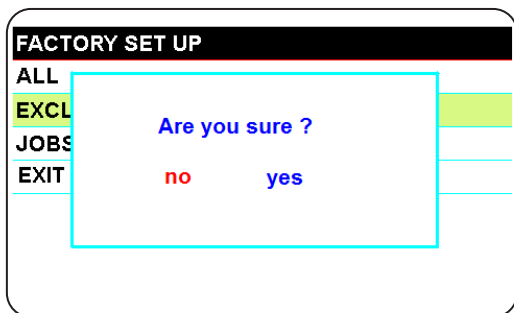 FACTORY SET UP
ALL
EXCL
JOBS
EXIT
Are you sure ?
no yes